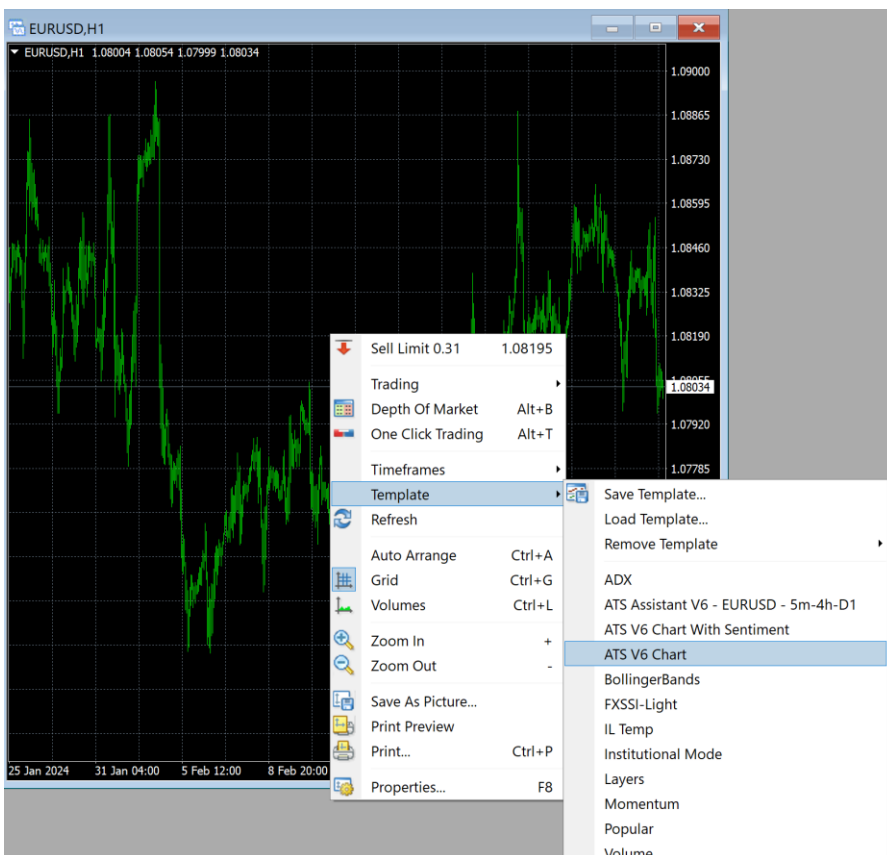 EURUSD,H1
EURUSD,H1 1.08004 1.08054 1.07999 1.08034
1.09000
1.08865
1.08730
1.08595
1.08460
1.08325
1.08190
1.08034
1.07920
1.07785
25 Jan 2024 31 Jan 04:00 5 Feb 12:00 8 Feb 20:00
Sell Limit 0.31 1.08195
Trading
Depth Of Market Alt+B
One Click Trading Alt+T
Timeframes
Template
Refresh
Auto Arrange Ctrl+A
Grid Ctrl+G
Volumes Ctrl+L
Zoom In +
Zoom Out -
Save As Picture...
Print Preview
Print... Ctrl+P
Properties... F8
Save Template...
Load Template...
Remove Template
ADX
ATS Assistant V6 - EURUSD - 5m-4h-D1
ATS V6 Chart With Sentiment
ATS V6 Chart
BollingerBands
FXSSI-Light
IL Temp
Institutional Mode
Layers
Momentum
Popular
Volume